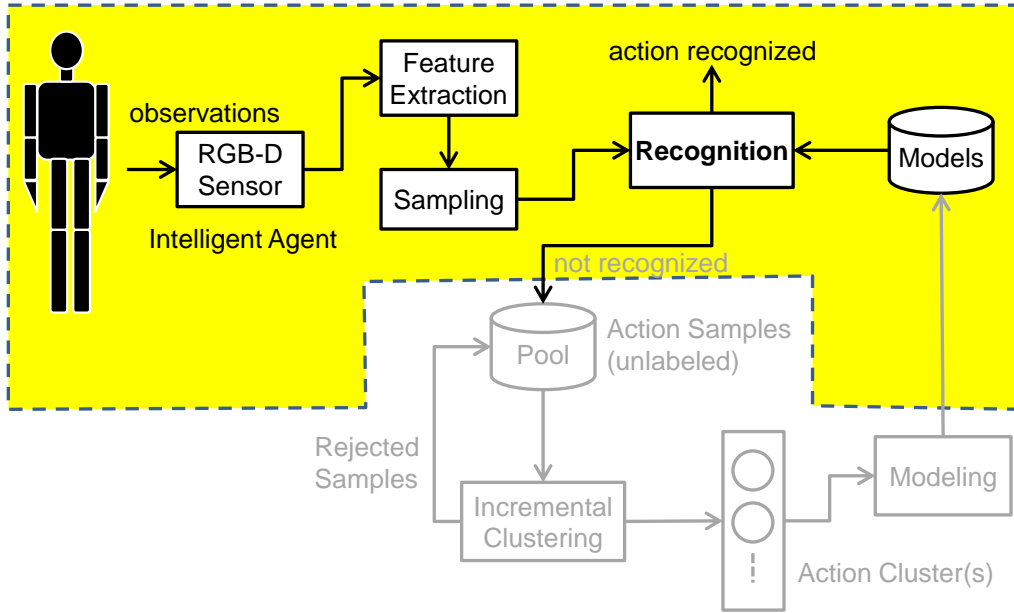 Feature
Extraction
action recognized
observations
RGB-D
Sensor
Recognition
Models
Sampling
Intelligent Agent
not recognized
Pool
Action Samples
(unlabeled)
Rejected
Samples
Modeling
Incremental
Clustering
Action Cluster(s)